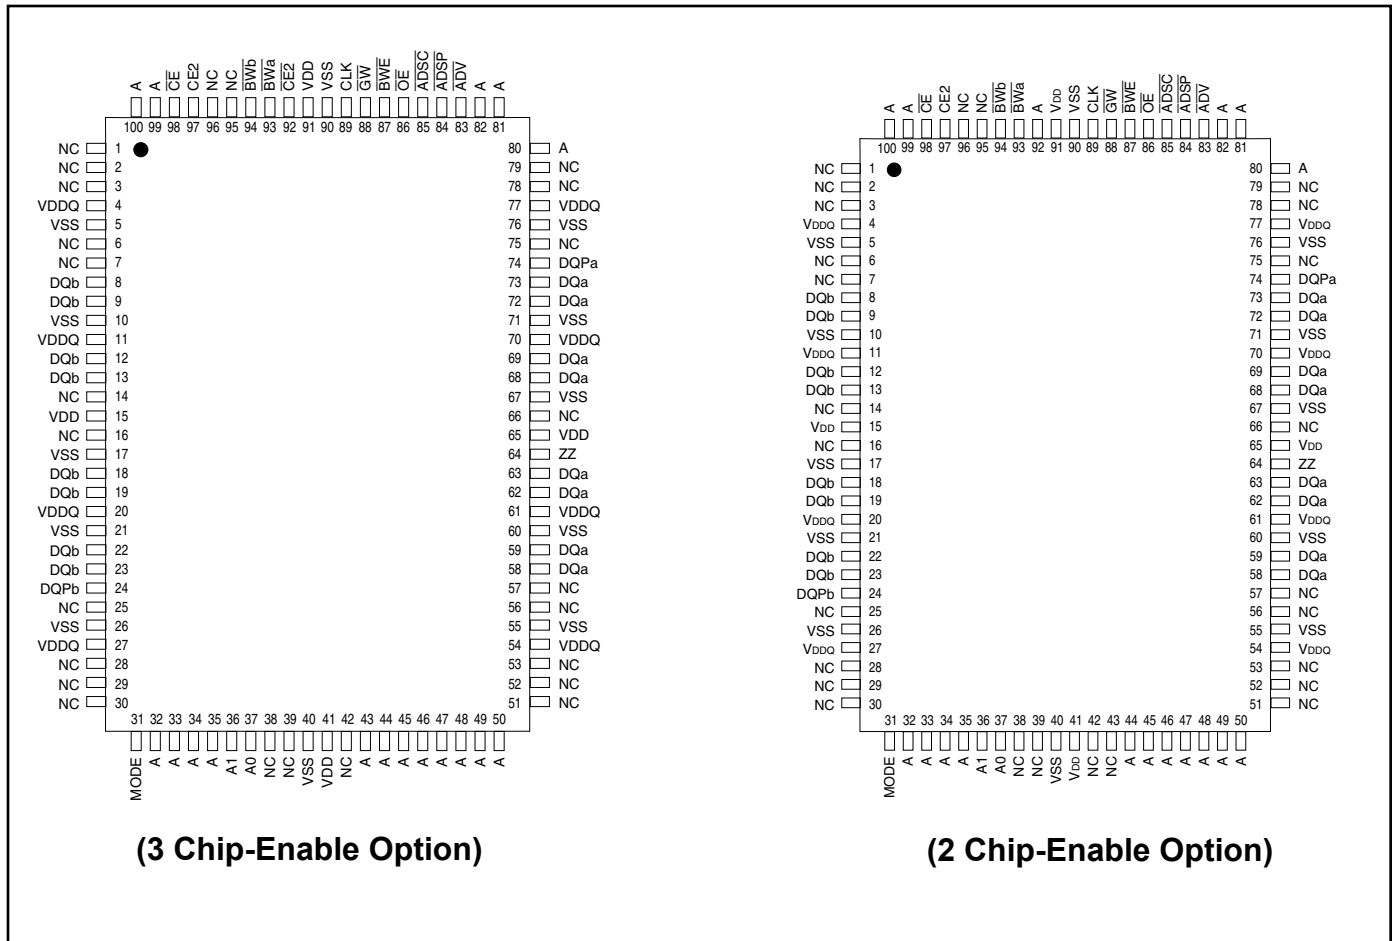 A A CE CE2 NC NC BWb BWa CE2 VDD VSS CLK GW BWE OE ADSC ADSP ADV A A
100 99 98 97 96 95 94 93 92 91 90 89 88 87 86 85 84 83 82 81
NC 1 80 A
NC 2 79 NC
NC 3 78 NC
VDDQ 4 77 VDDQ
VSS 5 76 VSS
NC 6 75 NC
NC 7 74 DQPa
DQb 8 73 DQa
DQb 9 72 DQa
VSS 10 71 VSS
VDDQ 11 70 VDDQ
DQb 12 69 DQa
DQb 13 68 DQa
NC 14 67 VSS
VDD 15 66 NC
NC 16 65 VDD
VSS 17 64 ZZ
DQb 18 63 DQa
DQb 19 62 DQa
VDDQ 20 61 VDDQ
VSS 21 60 VSS
DQb 22 59 DQa
DQb 23 58 DQa
DQPb 24 57 NC
NC 25 56 NC
VSS 26 55 VSS
VDDQ 27 54 VDDQ
NC 28 53 NC
NC 29 52 NC
NC 30 51 NC
31 32 33 34 35 36 37 38 39 40 41 42 43 44 45 46 47 48 49 50
MODE A A A A A1 A0 NC NC VSS VDD NC A A A A A A A A
(3 Chip-Enable Option)
A A CE CE2 NC NC BWb BWa A VDD VSS CLK GW BWE OE ADSC ADSP ADV A A
100 99 98 97 96 95 94 93 92 91 90 89 88 87 86 85 84 83 82 81
NC 1 80 A
NC 2 79 NC
NC 3 78 NC
VDDQ 4 77 VDDQ
VSS 5 76 VSS
NC 6 75 NC
NC 7 74 DQPa
DQb 8 73 DQa
DQb 9 72 DQa
VSS 10 71 VSS
VDDQ 11 70 VDDQ
DQb 12 69 DQa
DQb 13 68 DQa
NC 14 67 VSS
VDD 15 66 NC
NC 16 65 VDD
VSS 17 64 ZZ
DQb 18 63 DQa
DQb 19 62 DQa
VDDQ 20 61 VDDQ
VSS 21 60 VSS
DQb 22 59 DQa
DQb 23 58 DQa
DQPb 24 57 NC
NC 25 56 NC
VSS 26 55 VSS
VDDQ 27 54 VDDQ
NC 28 53 NC
NC 29 52 NC
NC 30 51 NC
31 32 33 34 35 36 37 38 39 40 41 42 43 44 45 46 47 48 49 50
MODE A A A A A1 A0 NC NC VSS VDD NC NC A A A A A A A
(2 Chip-Enable Option)